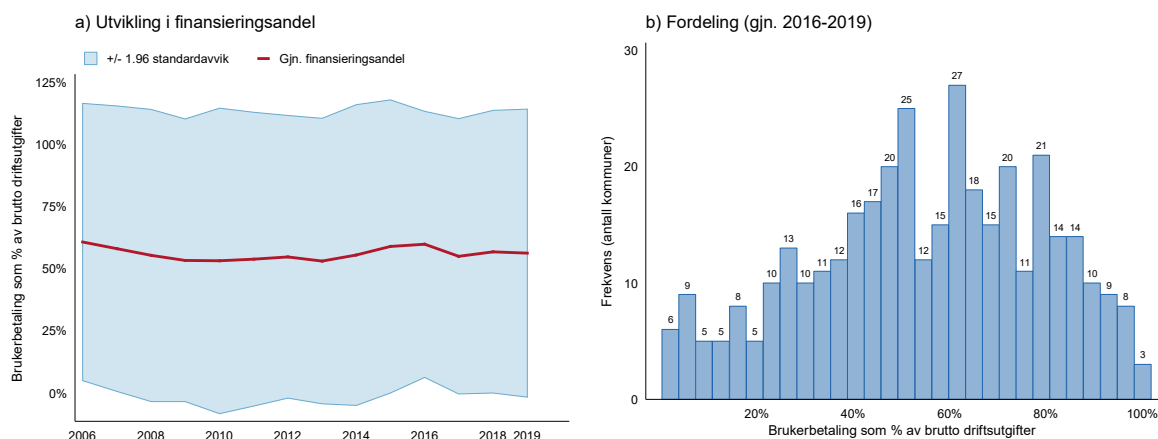 a) Utvikling i finansieringsandel
+/- 1.96 standardavvik
Gjn. finansieringsandel
Brukerbetaling som % av brutto driftsutgifter
125%
100%
75%
50%
25%
0%
2006 2008 2010 2012 2014 2016 2018 2019
b) Fordeling (gjn. 2016-2019)
Frekvens (antall kommuner)
30
20
10
0
6 9 5 5 8 5 10 13 10 11 12 16 17 20 25 12 15 27 18 15 20 11 21 14 14 10 9 8 3
20% 40% 60% 80% 100%
Brukerbetaling som % av brutto driftsutgifter